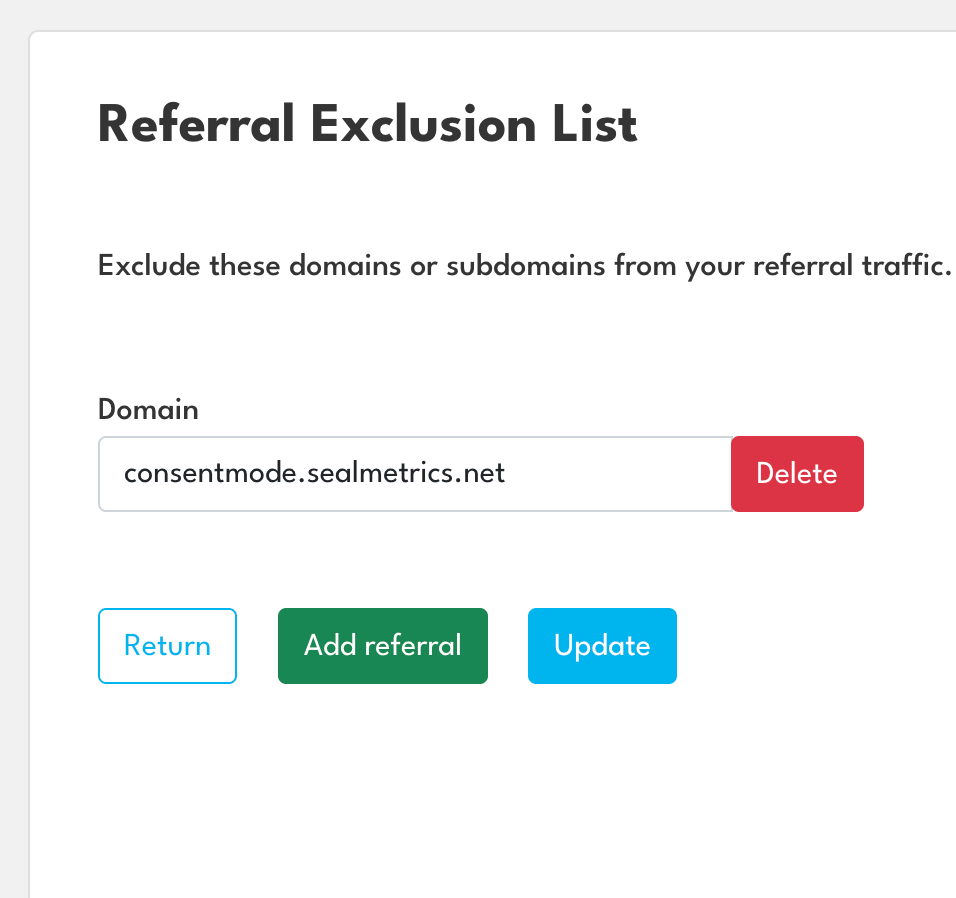 Referral Exclusion List
Exclude these domains or subdomains from your referral traffic.
Domain
consentmode.sealmetrics.net Delete
Return Add referral Update